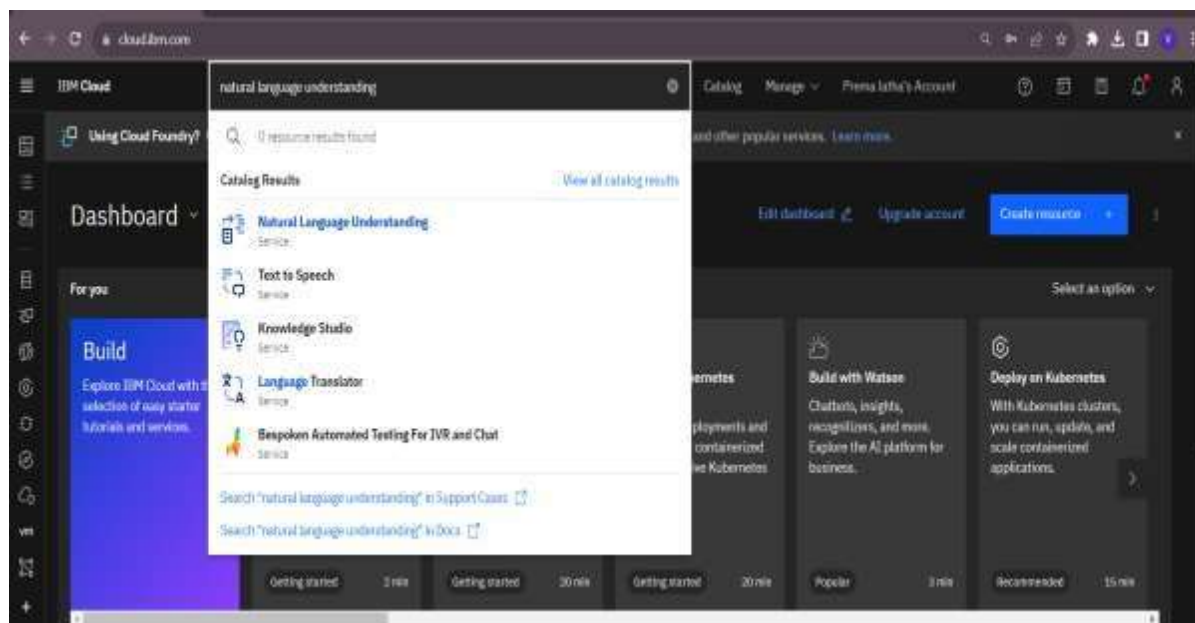 cloud.ibm.com
IBM Cloud
natural language understanding
Catalog
Manage
Prema latha's Account
Using Cloud Foundry?
and other popular services. Learn more.
0 resource results found
Catalog Results
View all catalog results
Natural Language Understanding
Service
Text to Speech
Service
Knowledge Studio
Service
Language Translator
Service
Bespoken Automated Testing For IVR and Chat
Service
Search "natural language understanding" in Support Cases
Search "natural language understanding" in Docs
Dashboard
Edit dashboard
Upgrade account
Create resource +
For you
Select an option
Build
Explore IBM Cloud with
selection of easy starter
tutorials and services.
Getting started
2 min
Getting started
20 min
ernetes
ployments and
containerized
ve Kubernetes
Getting started
20 min
Build with Watson
Chatbots, insights,
recognitizers, and more.
Explore the AI platform for
business.
Popular
3 min
Deploy on Kubernetes
With Kubernetes clusters,
you can run, update, and
scale containerized
applications.
Recommended
15 min
vm